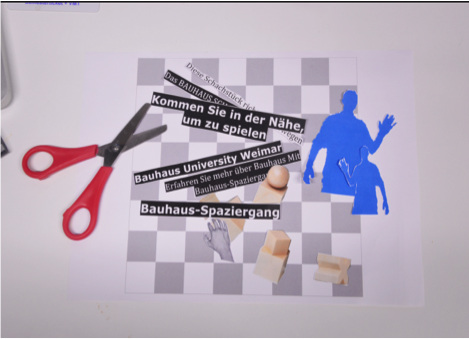 Diese Schachstück
Das BAUHAUS
Kommen Sie in der Nähe,
um zu spielen
Bauhaus University Weimar
Erfahren Sie mehr über Bauhaus Mit
Bauhaus-Spazierga
Bauhaus-Spaziergang